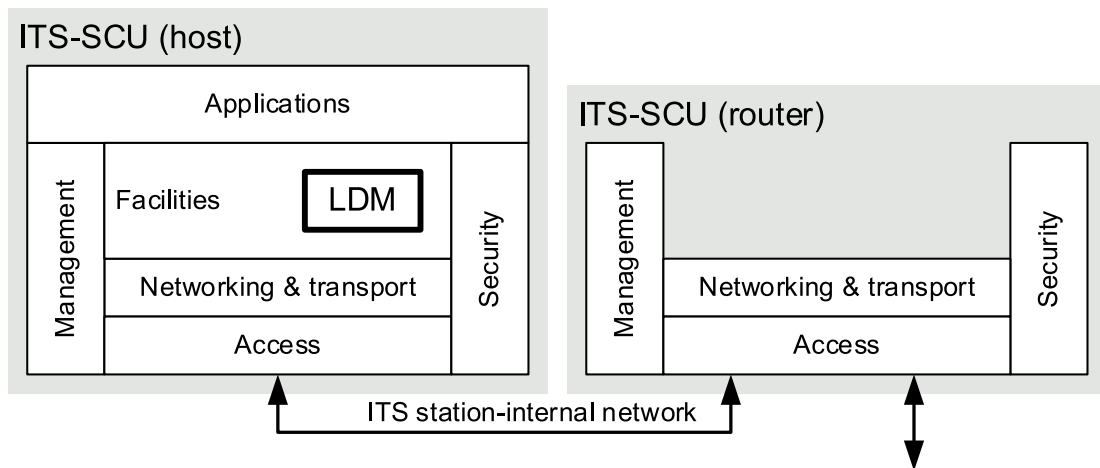 ITS-SCU (host)
Applications
Management
Facilities
LDM
Security
Networking & transport
Access
ITS-SCU (router)
Management
Security
Networking & transport
Access
ITS station-internal network